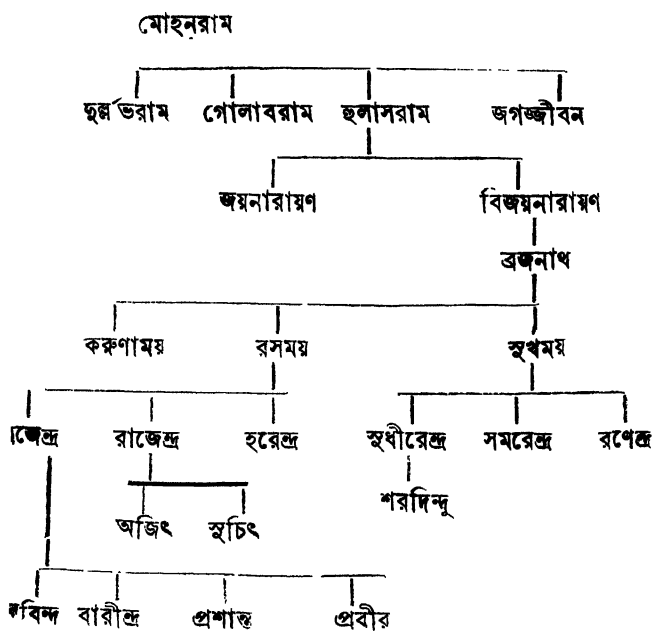 মোহনরাম
দুর্ল্লভরাম গোলাবরাম হুলাসরাম জগজ্জীবন
জয়নারায়ণ বিজয়নারায়ণ
ব্রজনাথ
করুণাময় রসময় সুখময়
রাজেন্দ্র হরেন্দ্র সুধীরেন্দ্র সমরেন্দ্র রণেন্দ্র
শরদিন্দু
অজিৎ সুচিৎ
বারীন্দ্র প্রশান্ত প্রবীর